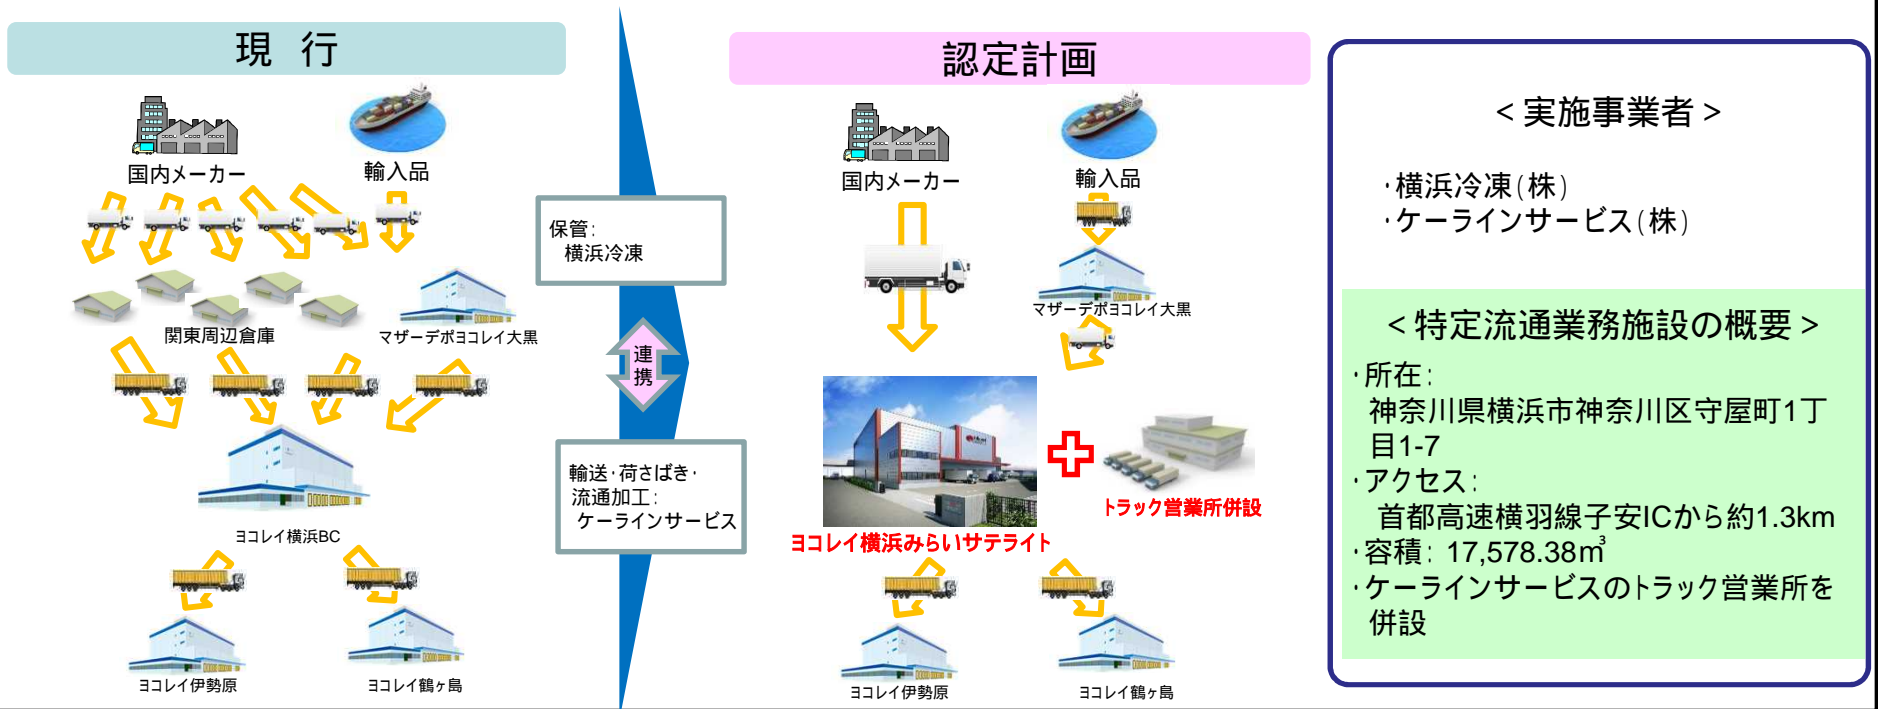 現 行
国内メーカー
輸入品
関東周辺倉庫
マザーデポヨコレイ大黒
ヨコレイ横浜BC
ヨコレイ伊勢原
ヨコレイ鶴ヶ島
保管:
横浜冷凍
連
携
輸送・荷さばき・
流通加工:
ケーラインサービス
認定計画
国内メーカー
輸入品
マザーデポヨコレイ大黒
ヨコレイ横浜みらいサテライト
トラック営業所併設
ヨコレイ伊勢原
ヨコレイ鶴ヶ島
<実施事業者>
・横浜冷凍(株)
・ケーラインサービス(株)
<特定流通業務施設の概要>
・所在:
神奈川県横浜市神奈川区守屋町1丁
目1-7
・アクセス:
首都高速横羽線子安ICから約1.3km
・容積: 17,578.38㎥
・ケーラインサービスのトラック営業所を
併設